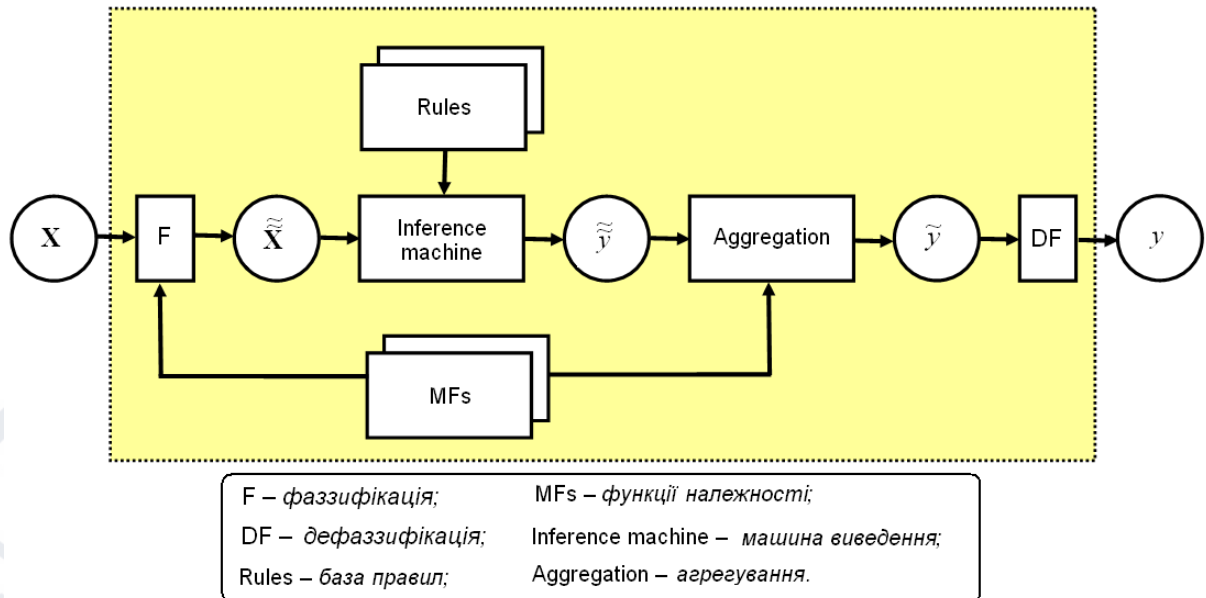 Rules
X
F
X̃̃
Inference
machine
ỹ̃
Aggregation
ỹ
DF
y
MFs
F – фаззифікація;
MFs – функції належності;
DF – дефаззифікація;
Inference machine – машина виведення;
Rules – база правил;
Aggregation – агрегування.